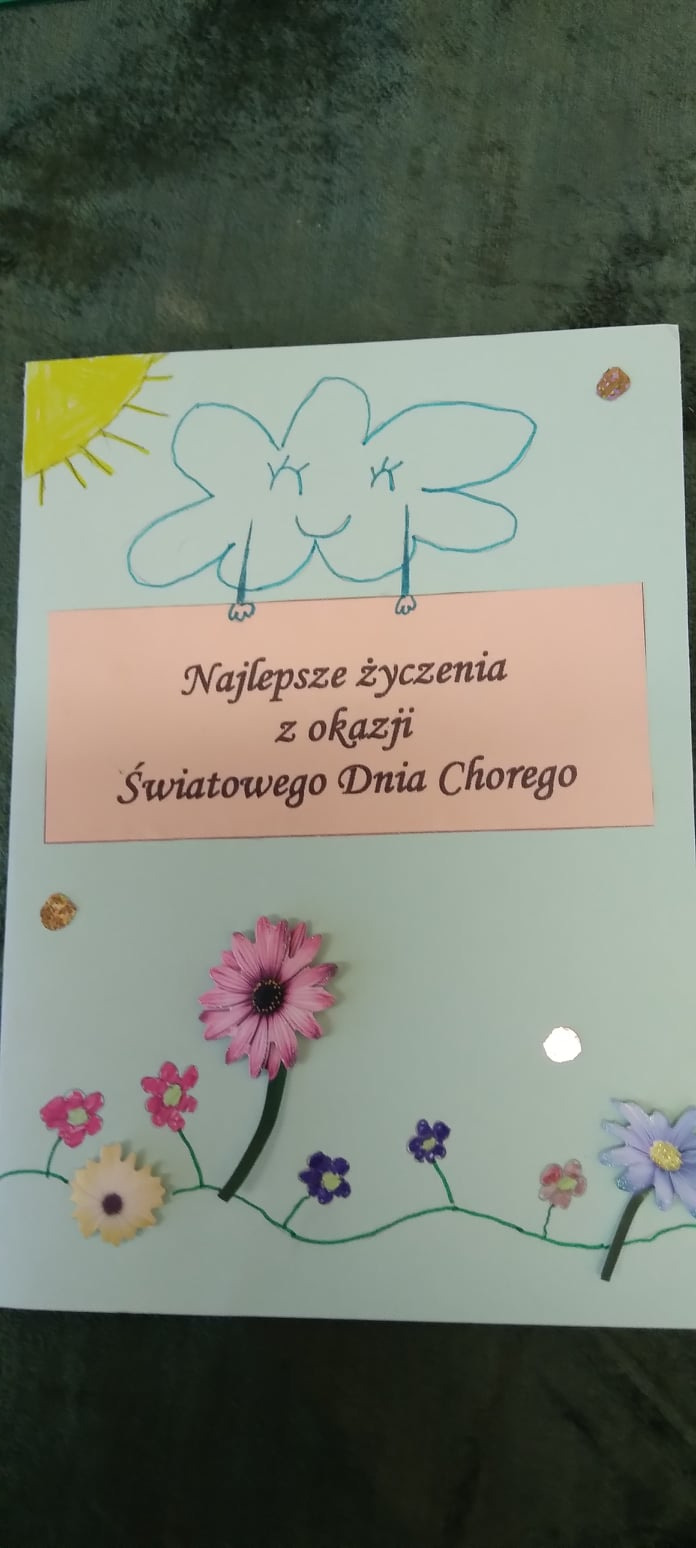 Najlepsze życzenia
z okazji
Światowego Dnia Chorego